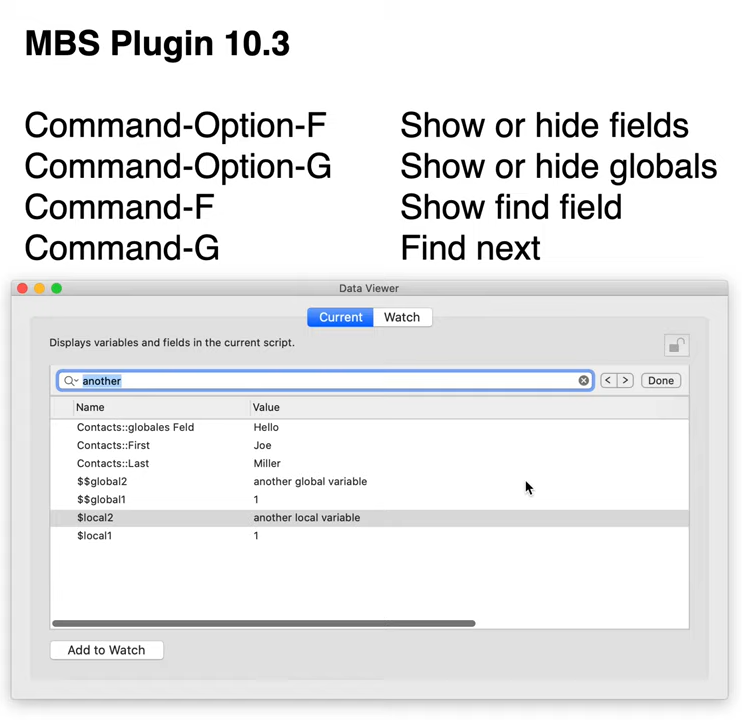 MBS Plugin 10.3
Command-Option-F Show or hide fields
Command-Option-G Show or hide globals
Command-F Show find field
Command-G Find next
Data Viewer
Current Watch
Displays variables and fields in the current script.
another < > Done
Name Value
Contacts::globales Feld Hello
Contacts::First Joe
Contacts::Last Miller
$$global2 another global variable
$$global1 1
$local2 another local variable
$local1 1
Add to Watch